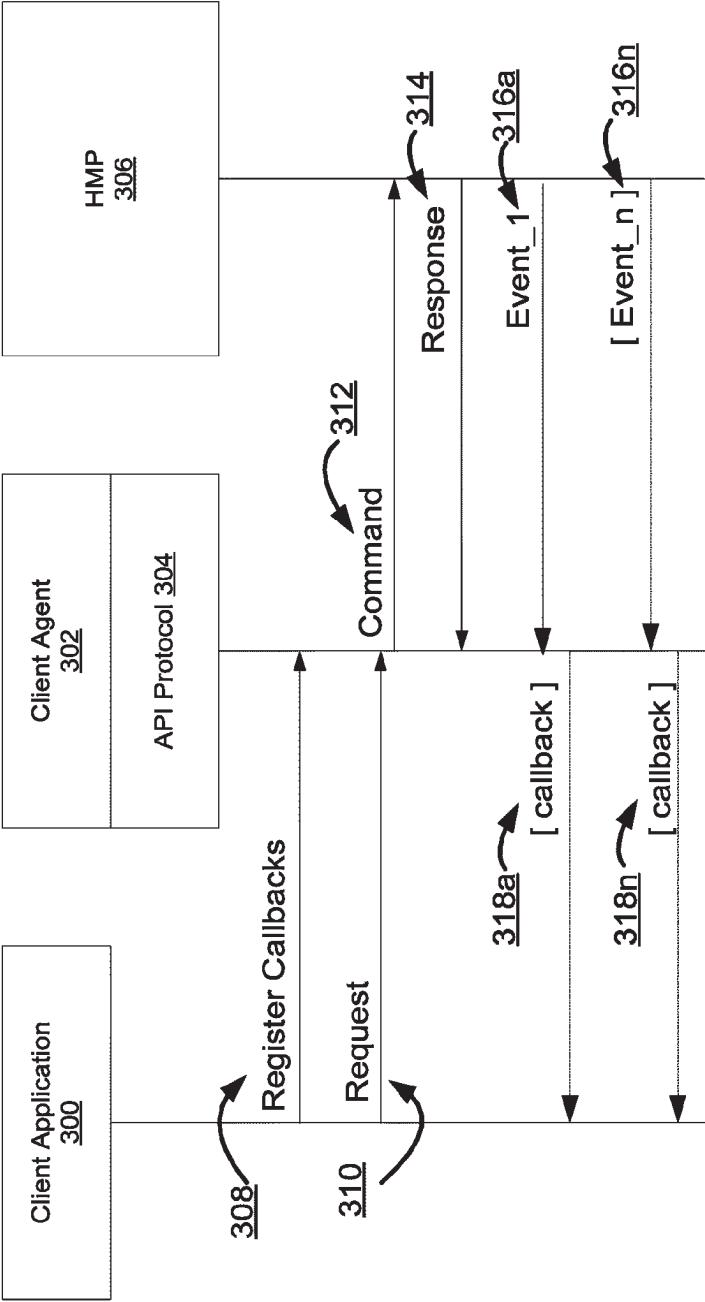 Client Application
300
Client Agent
302
API Protocol 304
HMP
306
308
Register Callbacks
310
Request
Command
312
Response
314
Event_1
316a
318a
[ callback ]
[ Event_n ]
316n
318n
[ callback ]